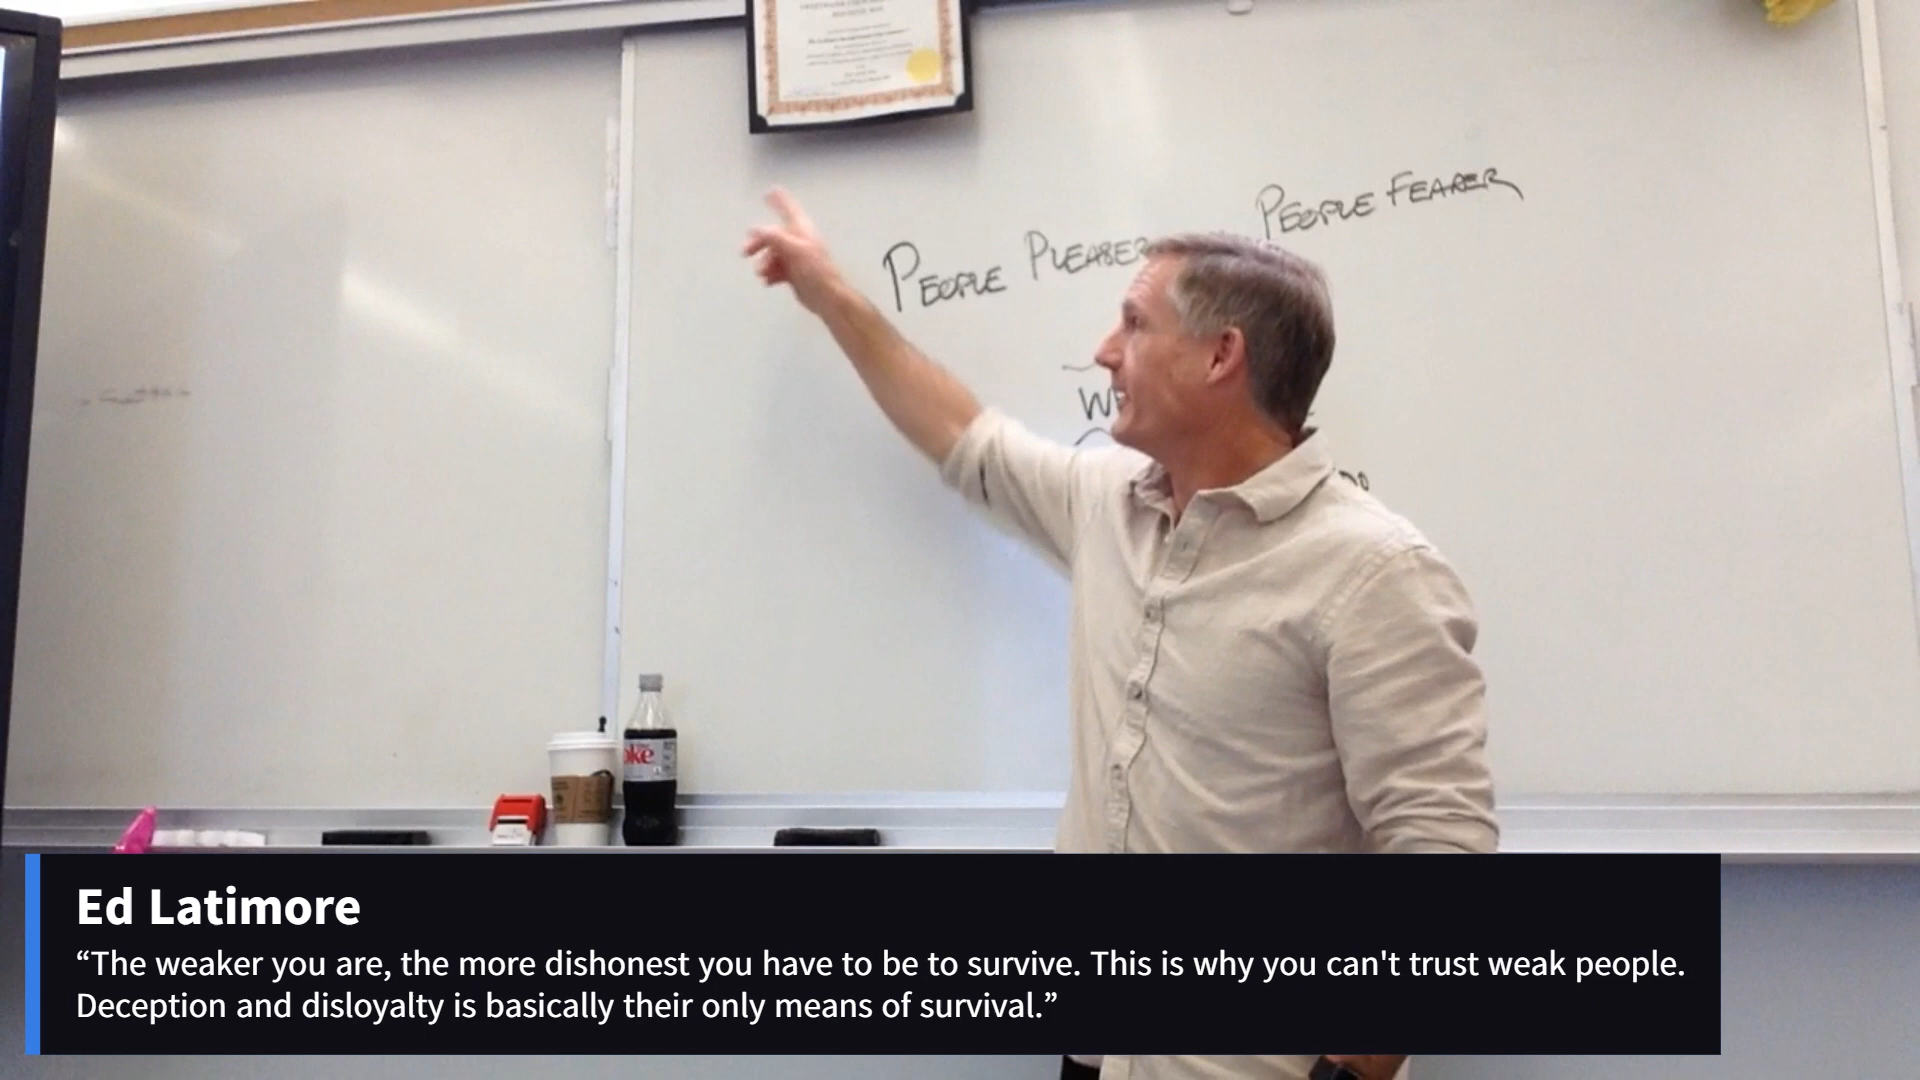 PEOPLE FEARER
PEOPLE PLEASER
oke
Ed Latimore
“The weaker you are, the more dishonest you have to be to survive. This is why you can't trust weak people.
Deception and disloyalty is basically their only means of survival.”